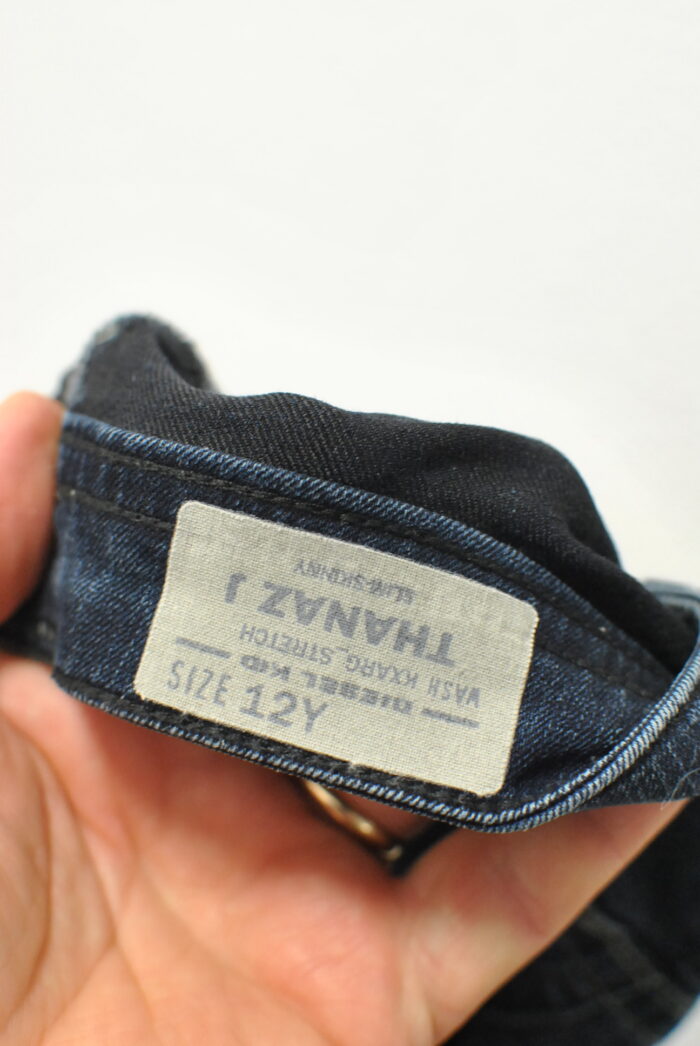 SLIM-SKINNY
THANAZ J
WASH KXARG_STRETCH
DIESEL KID
SIZE 12Y